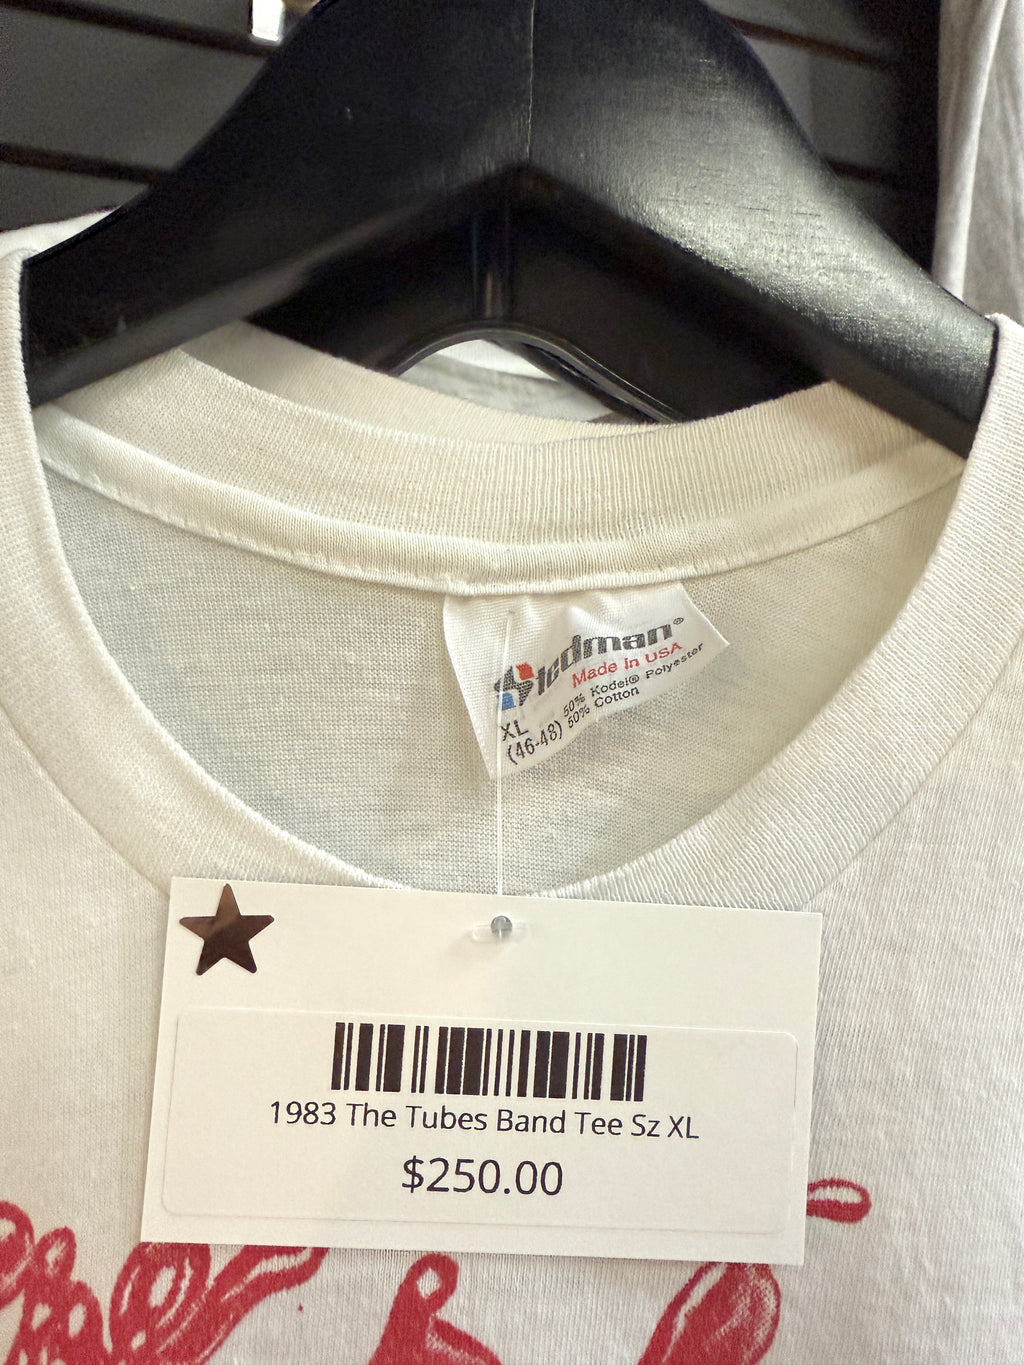 Stedman®
Made in USA
50% Kodel® Polyester
50% Cotton
XL
(46-48)
1983 The Tubes Band Tee Sz XL
$250.00